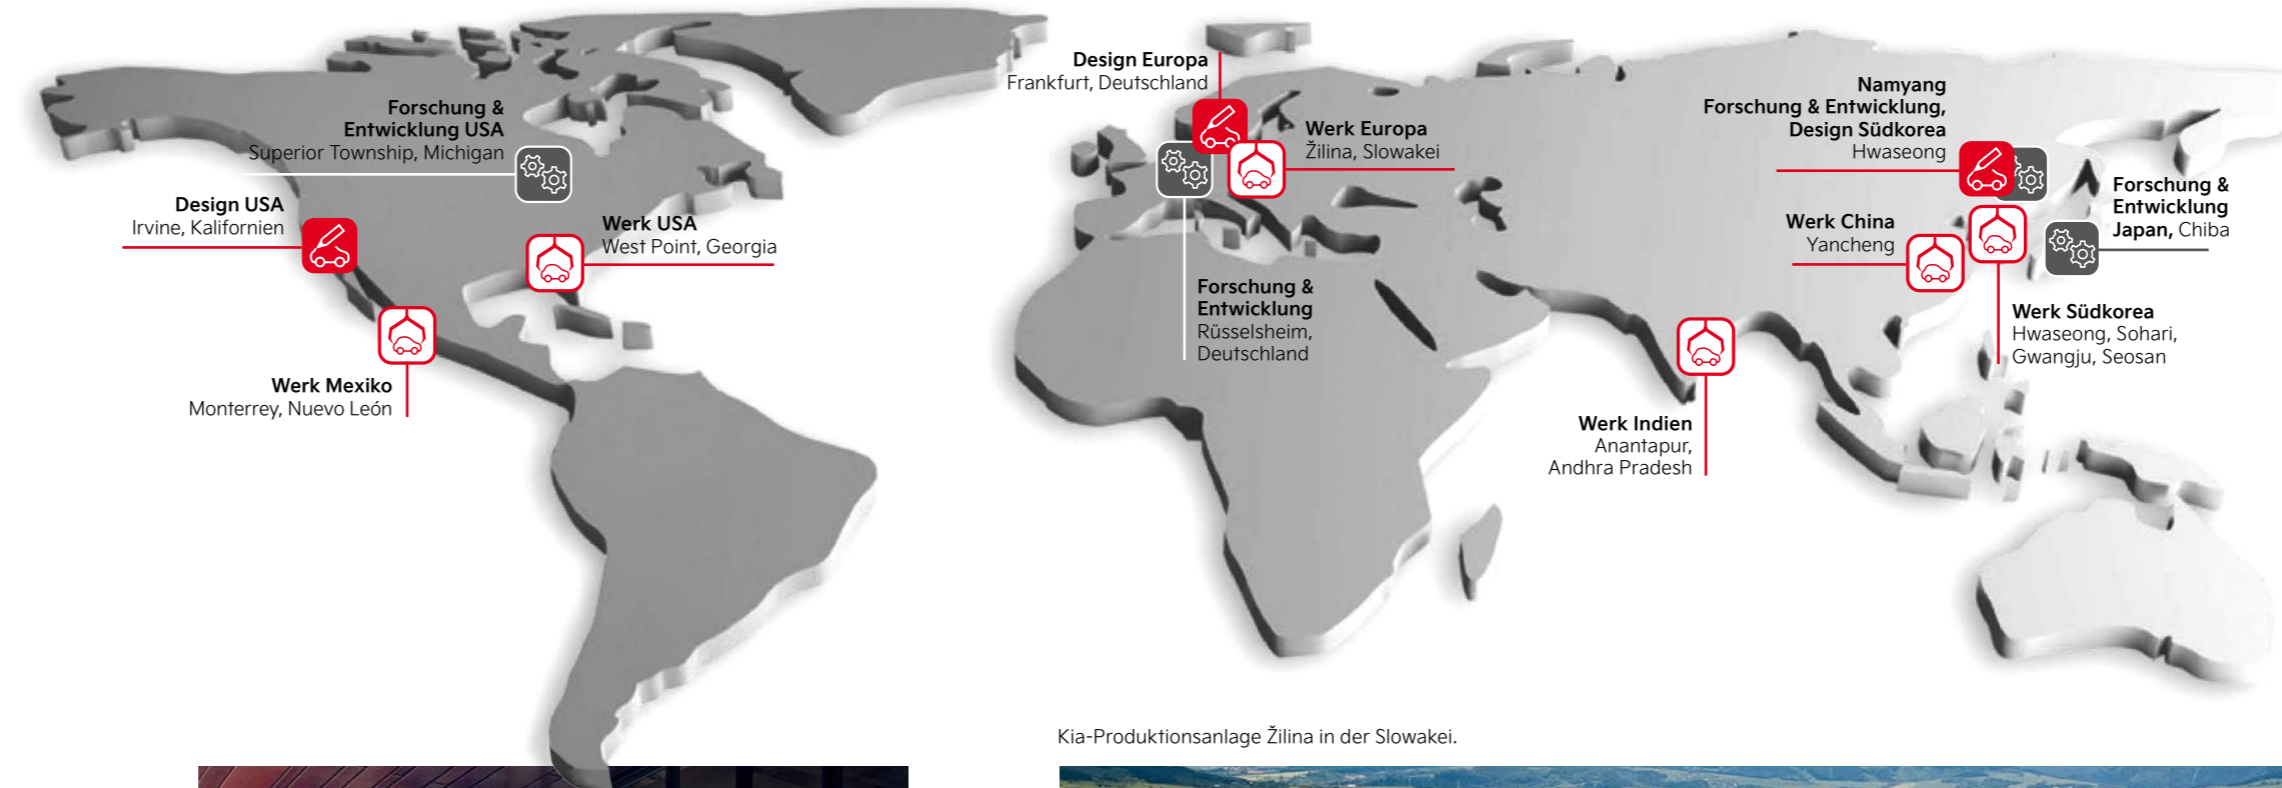 Forschung &
Entwicklung USA
Superior Township, Michigan
Design USA
Irvine, Kalifornien
Werk USA
West Point, Georgia
Werk Mexiko
Monterrey, Nuevo León
Design Europa
Frankfurt, Deutschland
Werk Europa
Žilina, Slowakei
Forschung &
Entwicklung
Rüsselsheim,
Deutschland
Namyang
Forschung & Entwicklung,
Design Südkorea
Hwaseong
Forschung &
Entwicklung
Japan, Chiba
Werk China
Yancheng
Werk Südkorea
Hwaseong, Sohari,
Gwangju, Seosan
Werk Indien
Anantapur,
Andhra Pradesh
Kia-Produktionsanlage Žilina in der Slowakei.